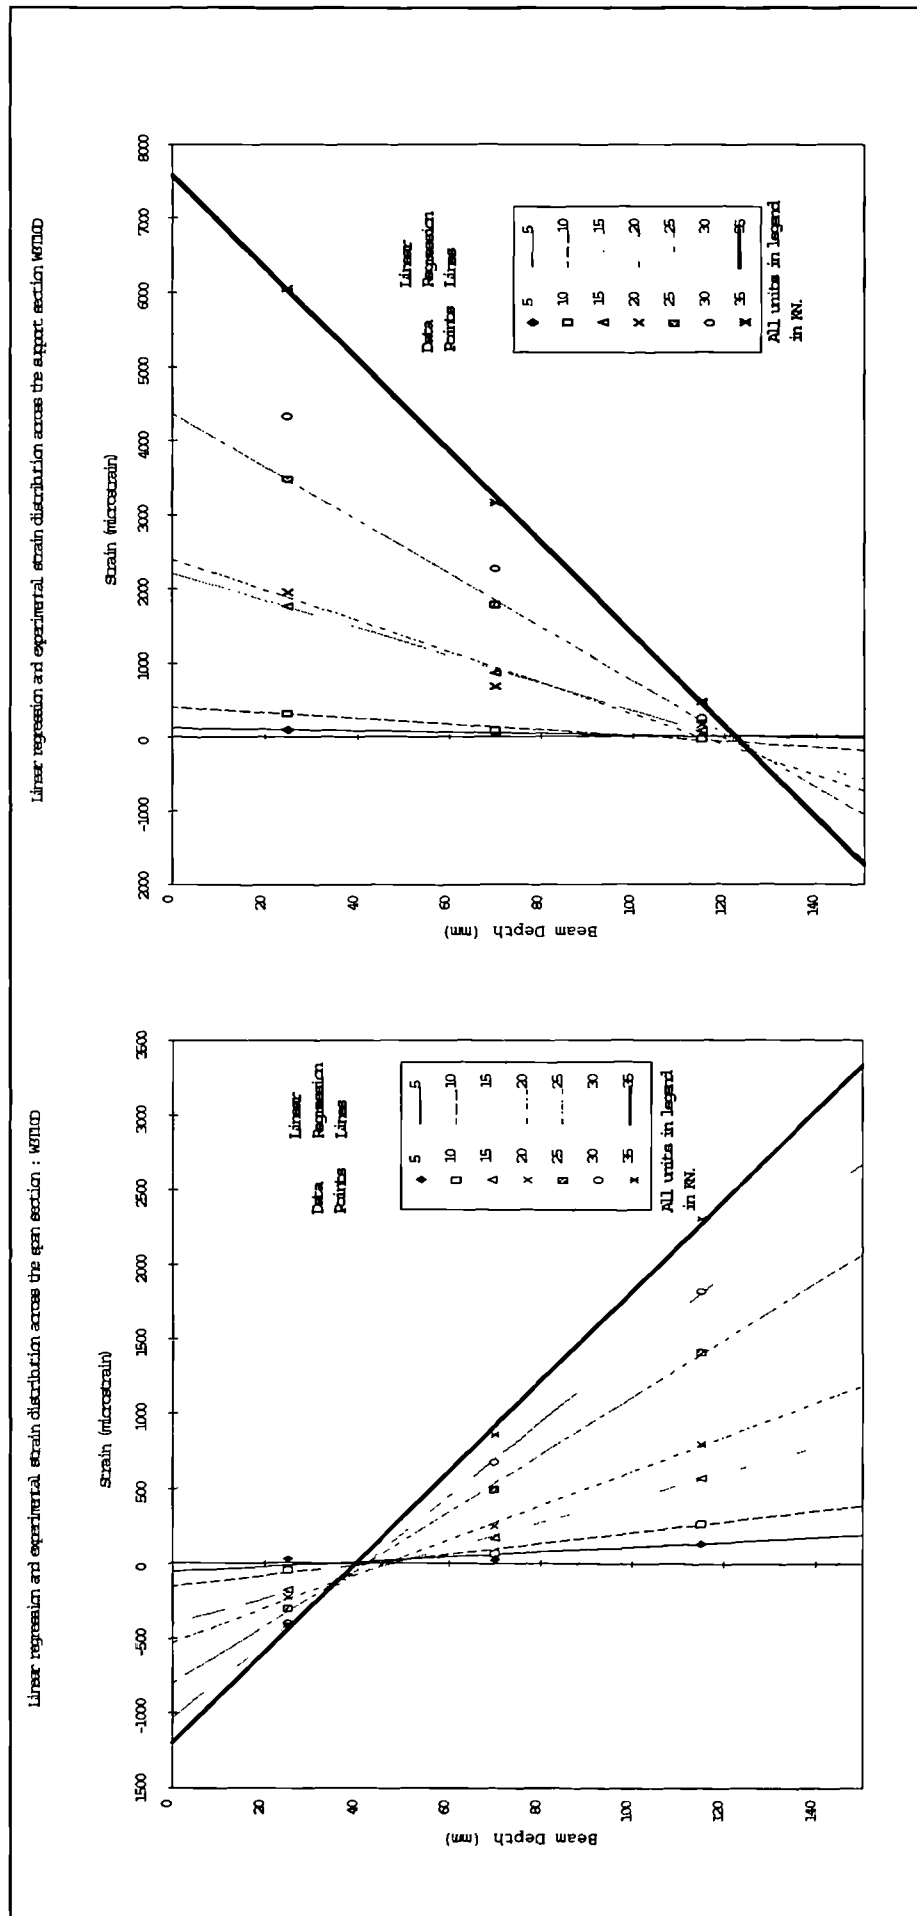 Linear regression and experimental strain distribution across the span section : W3T10D
Strain (microstrain)
1500 -1000 -500 0 500 1000 1500 2000 2500 3000 3500
0
20
40
60
80
100
120
140
Beam Depth (mm)
Data Linear
Points Regression
Lines
5 5
10 10
15 15
20 20
25 25
30 30
35 35
All units in legend
in KN.
Linear regression and experimental strain distribution across the support section W3T10D
Strain (microstrain)
2000 -1000 0 1000 2000 3000 4000 5000 6000 7000 8000
0
20
40
60
80
100
120
140
Beam Depth (mm)
Data Linear
Points Regression
Lines
5 5
10 10
15 15
20 20
25 25
30 30
35 35
All units in legend
in KN.